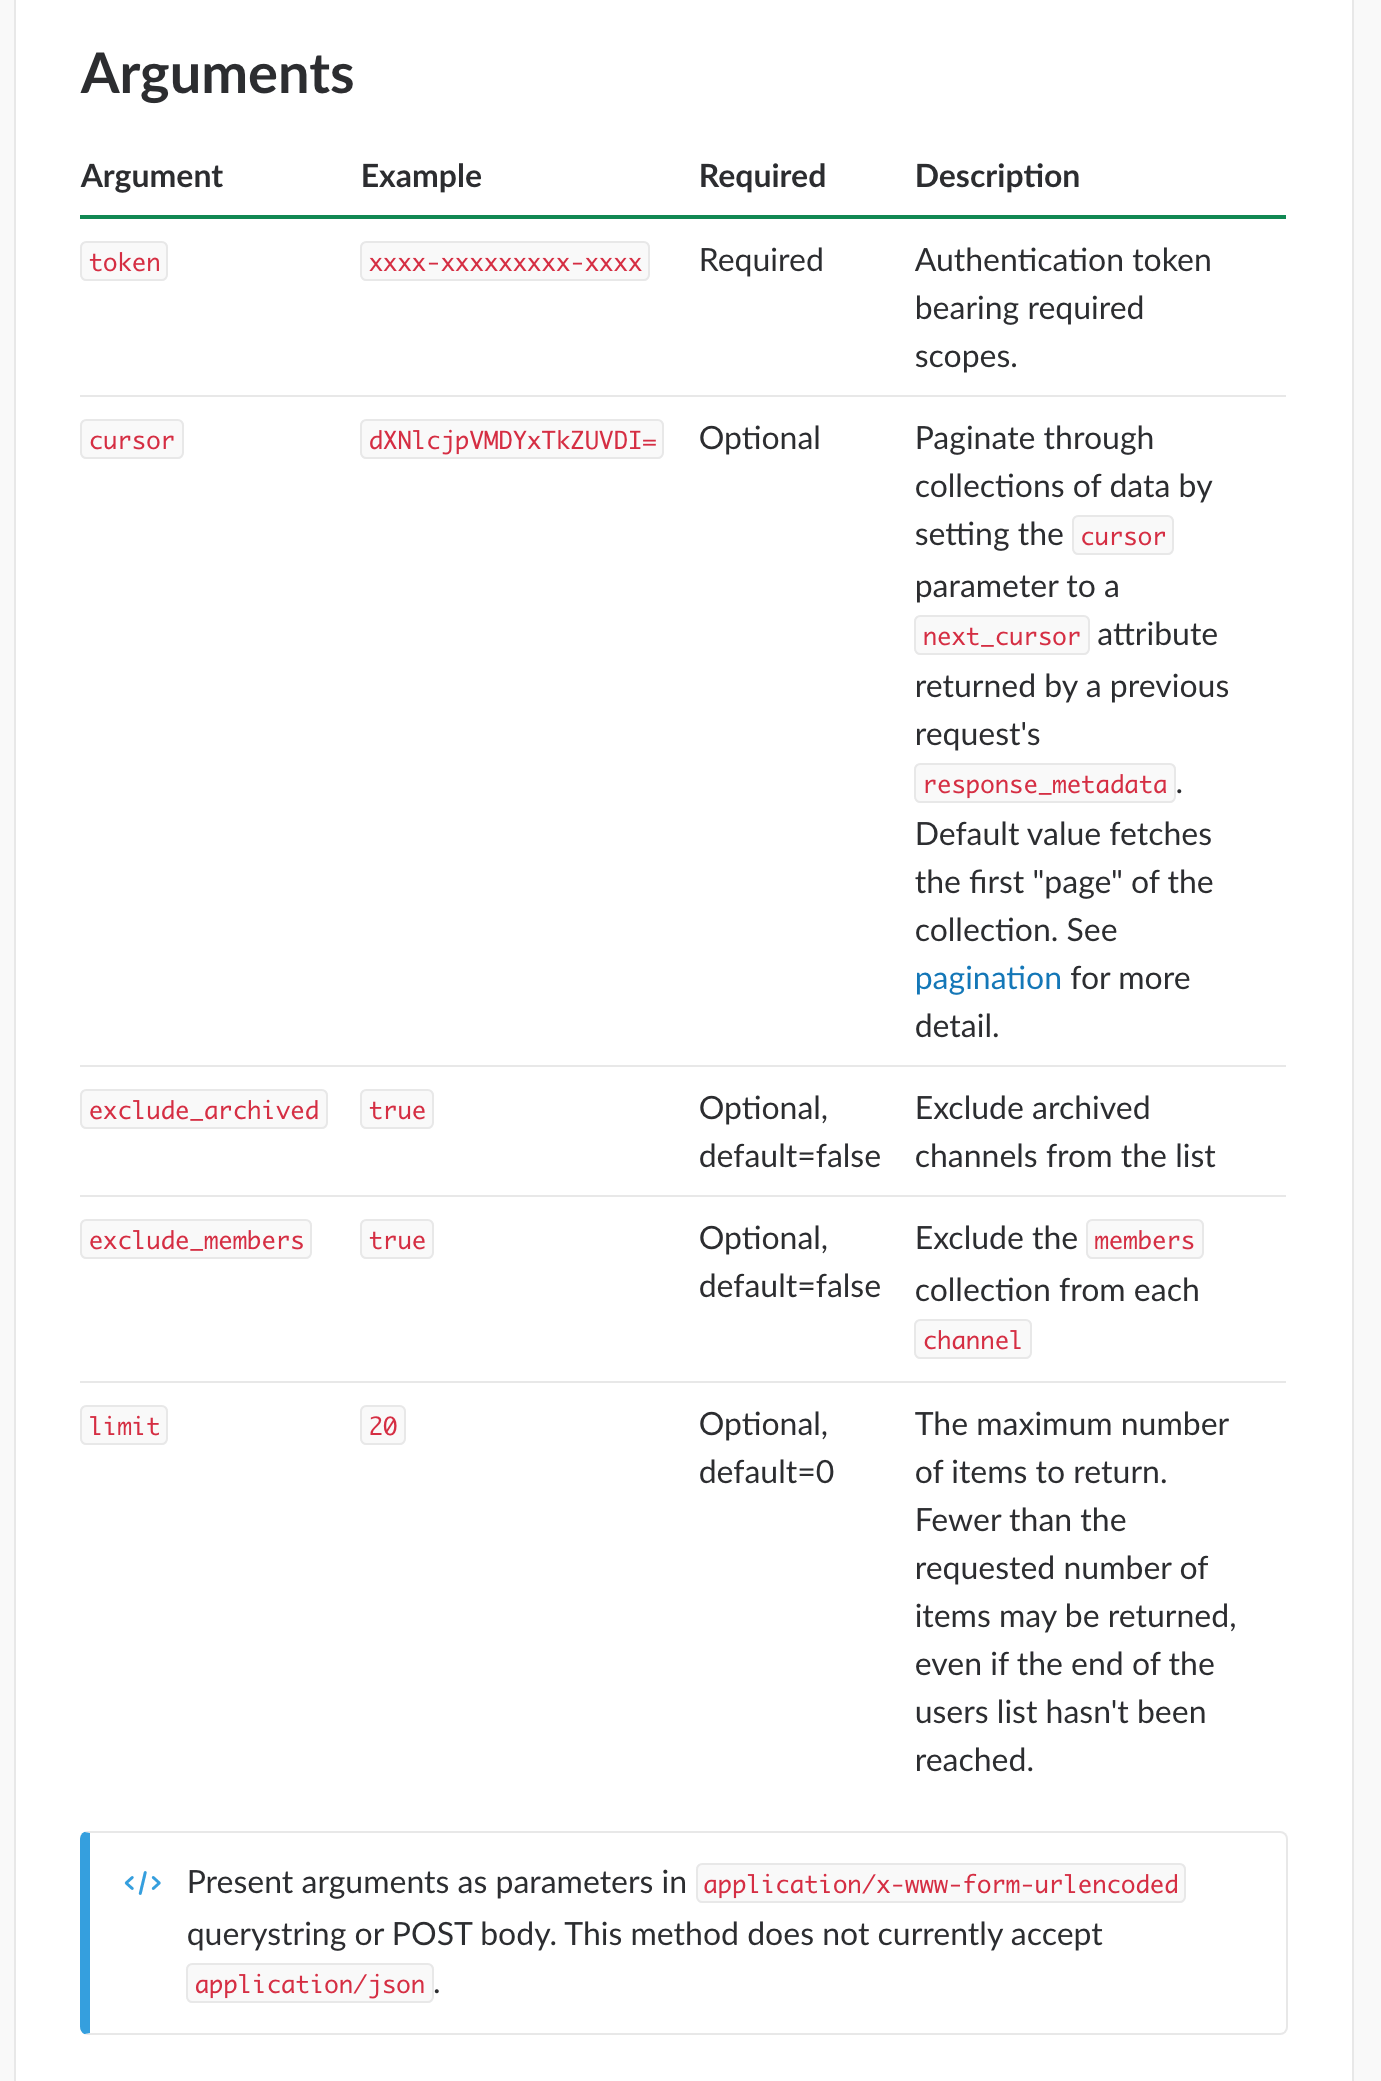 Arguments
Argument Example Required Description
token xxxx-xxxxxxxxx-xxxx Required Authentication token
bearing required
scopes.
cursor dXNlcjpVMDYxTkZUVDI= Optional Paginate through
collections of data by
setting the cursor
parameter to a
next_cursor attribute
returned by a previous
request's
response_metadata.
Default value fetches
the first "page" of the
collection. See
pagination for more
detail.
exclude_archived true Optional, Exclude archived
default=false channels from the list
exclude_members true Optional, Exclude the members
default=false collection from each
channel
limit 20 Optional, The maximum number
default=0 of items to return.
Fewer than the
requested number of
items may be returned,
even if the end of the
users list hasn't been
reached.
</> Present arguments as parameters in application/x-www-form-urlencoded
querystring or POST body. This method does not currently accept
application/json.